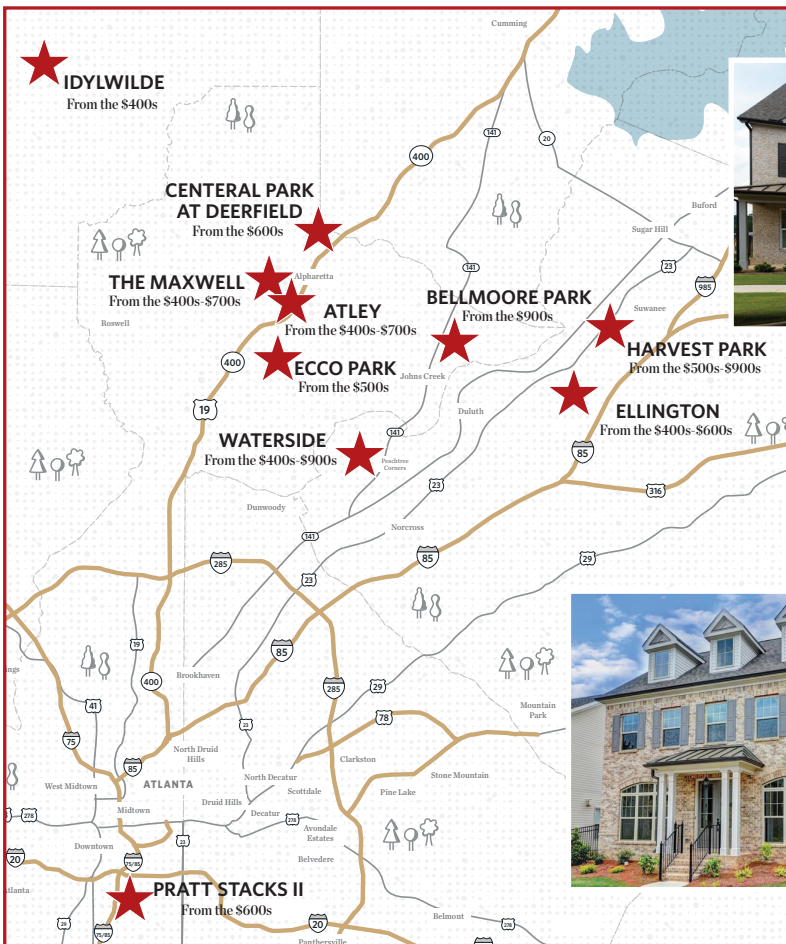 Cumming
IDYLWILDE
From the $400s
141
20
400
CENTERAL PARK
AT DEERFIELD
From the $600s
Buford
Sugar Hill
141
23
985
Alpharetta
THE MAXWELL
From the $400s-$700s
BELLMOORE PARK
From the $900s
Suwanee
ATLEY
From the $400s-$700s
Roswell
HARVEST PARK
From the $500s-$900s
400
ECCO PARK
From the $500s
Johns Creek
19
Duluth
ELLINGTON
From the $400s-$600s
141
WATERSIDE
From the $400s-$900s
Peachtree
Corners
85
23
316
Dunwoody
Norcross
141
285
85
29
23
19
85
Brookhaven
400
285
29
41
78
Mountain
Park
23
75
North Druid
Hills
85
Clarkston
North Decatur
Stone Mountain
ATLANTA
West Midtown
Scottdale
Pine Lake
Druid Hills
Midtown
Decatur
278
278
Avondale
Estates
23
Downtown
Belvedere
20
75/85
PRATT STACKS II
From the $600s
Belmont
29
20
278
75/85
Panthersville